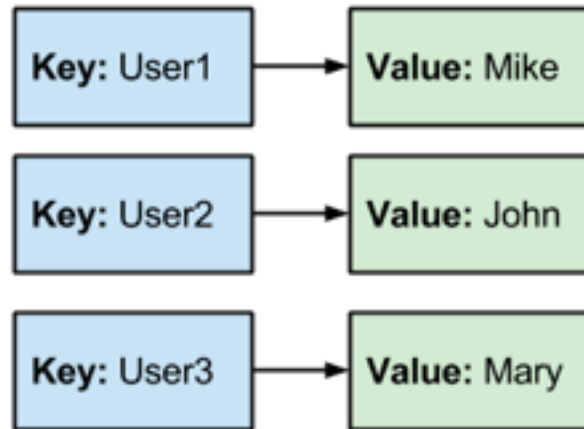 Key: User1
Value: Mike
Key: User2
Value: John
Key: User3
Value: Mary